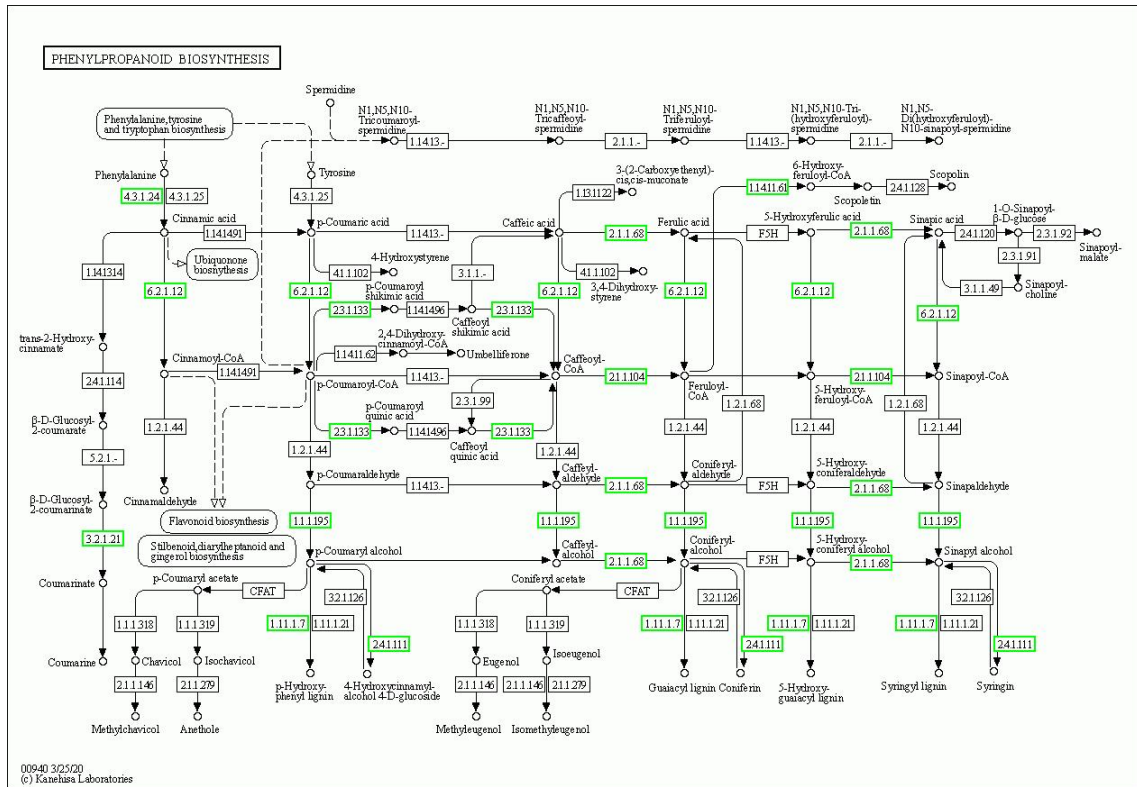 PHENYLPROPANOID BIOSYNTHESIS
Spermidine
Phenylalanine,tyrosine
and tryptophan biosynthesis
N1,N5,N10-
Tricoumaroyl-
spermidine
1.14.13.-
N1,N5,N10-
Tricaffeoyl-
spermidine
2.1.1.-
N1,N5,N10-
Triferuloyl-
spermidine
1.14.13.-
N1,N5,N10-Tri-
(hydroxyferuloyl)-
spermidine
2.1.1.-
N1,N5-
Di(hydroxyferuloyl)-
N10-sinapoyl-spermidine
Phenylalanine
4.3.1.24
4.3.1.25
Tyrosine
4.3.1.25
3-(2-Carboxyethenyl)-
cis,cis-muconate
1.13.11.22
1.14.11.61
6-Hydroxy-
feruloyl-CoA
Scopoletin
2.4.1.128
Scopolin
Cinnamic acid
1.14.14.91
p-Coumaric acid
1.14.13.-
Caffeic acid
2.1.1.68
Ferulic acid
F5H
5-Hydroxyferulic acid
2.1.1.68
Sinapic acid
2.4.1.120
1-O-Sinapoyl-
β-D-glucose
2.3.1.92
Sinapoyl-
malate
2.3.1.91
3.1.1.49
Sinapoyl-
choline
1.14.13.14
Ubiquonone
biosnythesis
4.1.1.102
4-Hydroxystyrene
3.1.1.-
4.1.1.102
3,4-Dihydroxy-
styrene
6.2.1.12
6.2.1.12
p-Coumaroyl
shikimic acid
2.3.1.133
1.14.14.96
Caffeoyl
shikimic acid
2.3.1.133
6.2.1.12
6.2.1.12
6.2.1.12
6.2.1.12
trans-2-Hydroxy-
cinnamate
2,4-Dihydroxy-
cinnamoyl-CoA
1.14.11.62
Umbelliferone
Cinnamoyl-CoA
1.14.14.91
p-Coumaroyl-CoA
1.14.13.-
Caffeoyl-
CoA
2.1.1.104
Feruloyl-
CoA
5-Hydroxy-
feruloyl-CoA
2.1.1.104
Sinapoyl-CoA
2.4.1.114
2.3.1.99
1.2.1.68
1.2.1.68
β-D-Glucosyl-
2-coumarate
1.2.1.44
p-Coumaroyl
quinic acid
2.3.1.133
1.14.14.96
Caffeoyl
quinic acid
2.3.1.133
1.2.1.44
1.2.1.44
1.2.1.44
1.2.1.44
1.2.1.44
5.2.1.-
Cinnamaldehyde
p-Coumaraldehyde
1.14.13.-
Caffeyl-
aldehyde
2.1.1.68
Coniferyl-
aldehyde
F5H
5-Hydroxy-
coniferaldehyde
2.1.1.68
Sinapaldehyde
β-D-Glucosyl-
2-coumarinate
Flavonoid biosynthesis
3.2.1.21
Stilbenoid,diarylheptanoid and
gingerol biosynthesis
1.1.1.195
1.1.1.195
1.1.1.195
1.1.1.195
1.1.1.195
p-Coumaryl alcohol
Caffeyl-
alcohol
2.1.1.68
Coniferyl-
alcohol
F5H
5-Hydroxy-
coniferyl alcohol
2.1.1.68
Sinapyl alcohol
Coumarinate
p-Coumaryl acetate
CFAT
Coniferyl acetate
CFAT
3.2.1.126
3.2.1.126
3.2.1.126
1.1.1.318
1.1.1.319
1.11.1.7
1.11.1.21
2.4.1.111
1.1.1.318
1.1.1.319
1.11.1.7
1.11.1.21
2.4.1.111
1.11.1.7
1.11.1.21
1.11.1.7
1.11.1.21
2.4.1.111
Coumarine
Chavicol
Isochavicol
Eugenol
Isoeugenol
2.1.1.146
2.1.1.279
p-Hydroxy-
phenyl lignin
4-Hydroxycinnamyl-
alcohol 4-D-glucoside
2.1.1.146
2.1.1.146
2.1.1.279
Guaiacyl lignin
Coniferin
5-Hydroxy-
guaiacyl lignin
Syringyl lignin
Syringin
Methylchavicol
Anethole
Methyleugenol
Isomethyleugenol
00940 3/25/20
(c) Kanehisa Laboratories